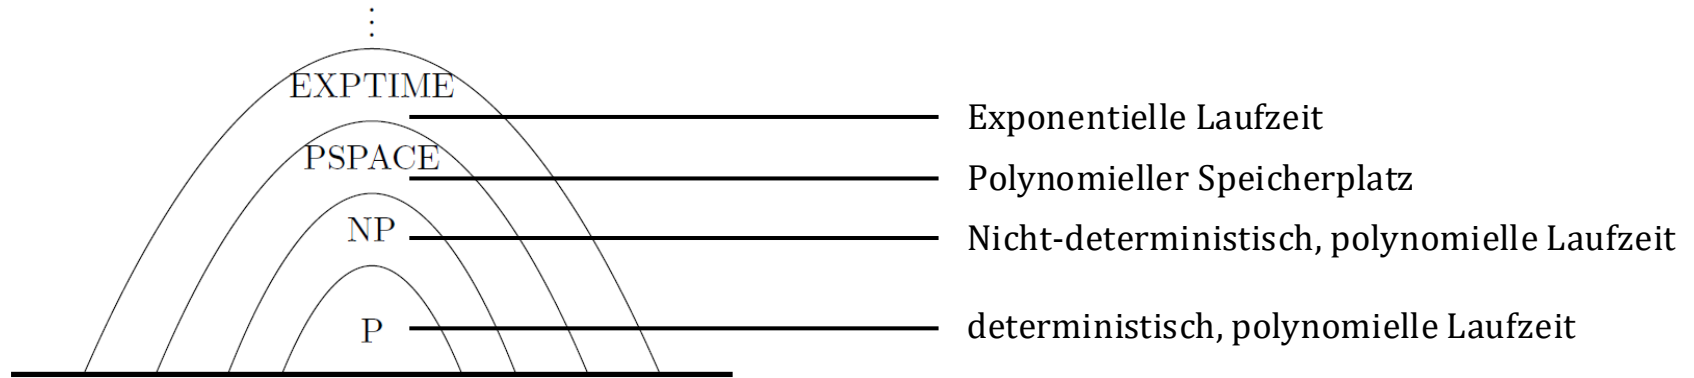 ⋮
EXPTIME
Exponentielle Laufzeit
PSPACE
Polynomieller Speicherplatz
NP
Nicht-deterministisch, polynomielle Laufzeit
P
deterministisch, polynomielle Laufzeit